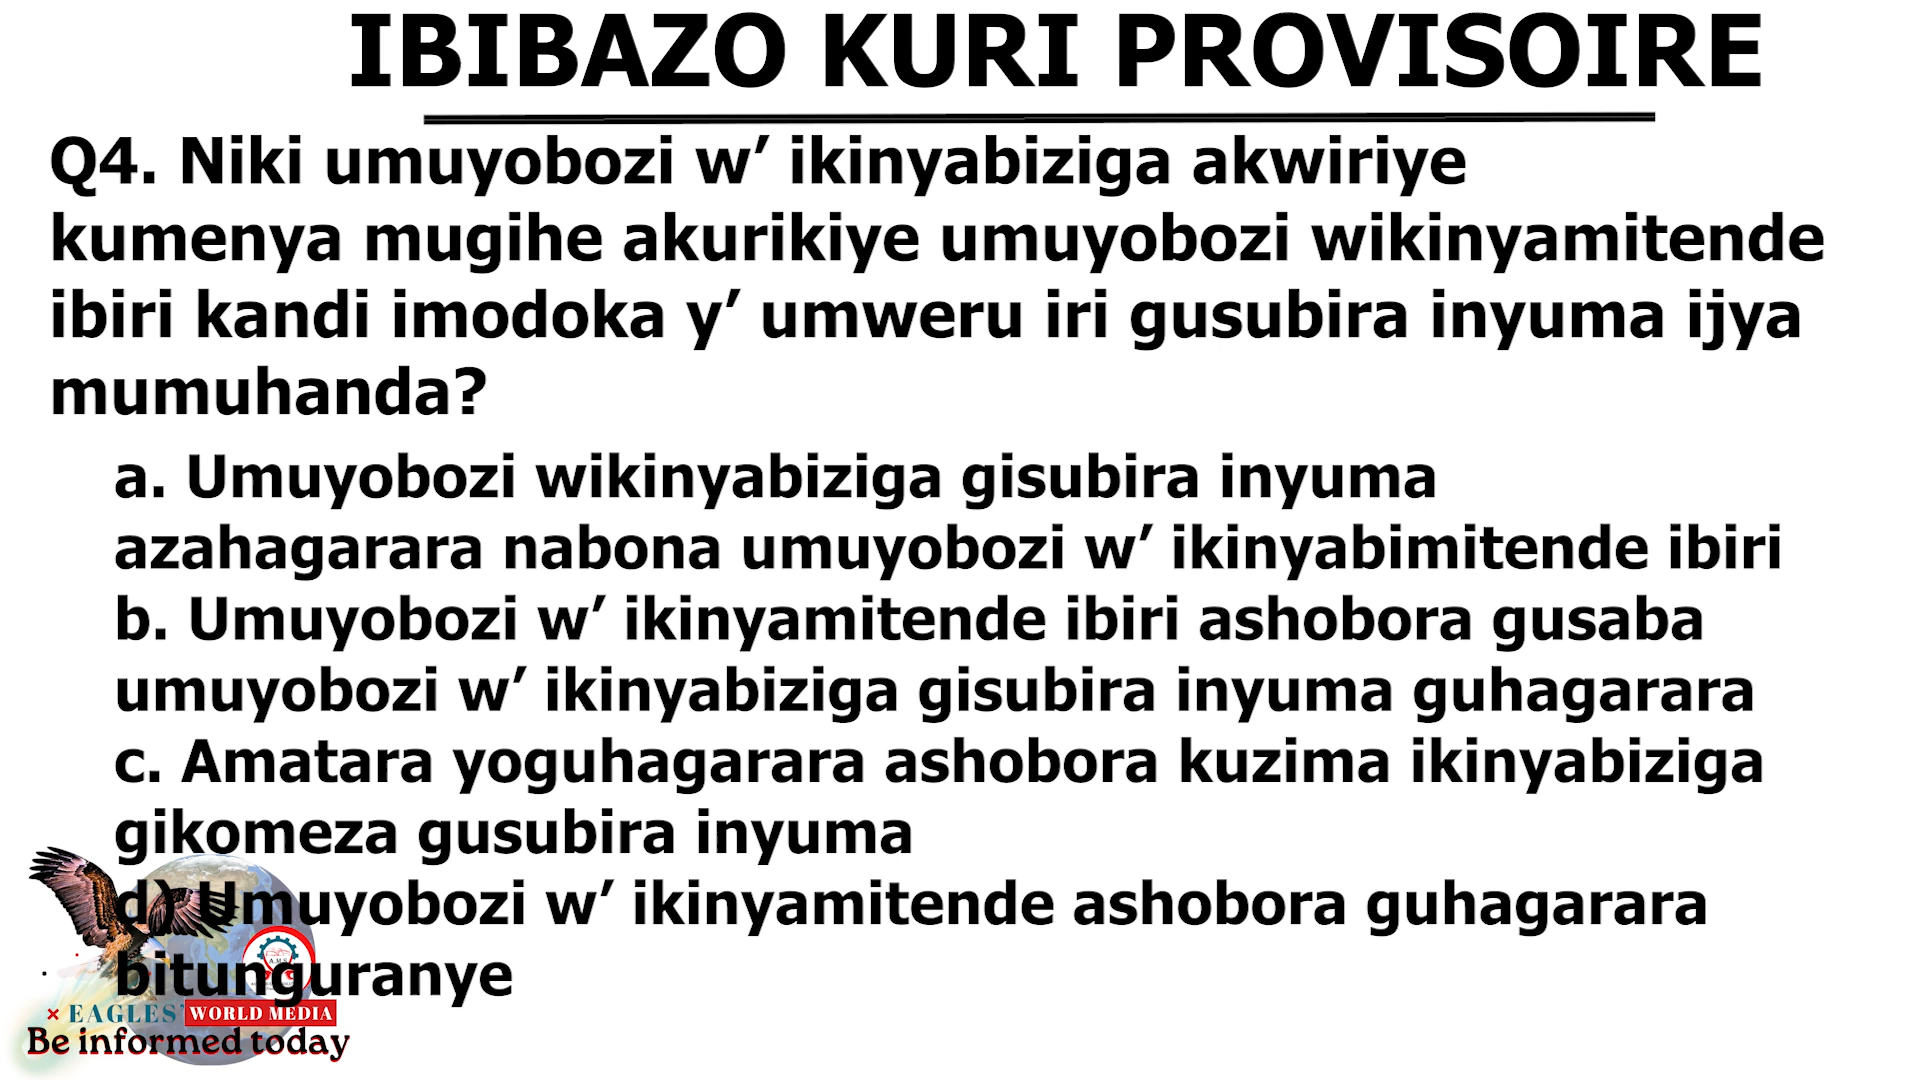 IBIBAZO KURI PROVISOIRE
Q4. Niki umuyobozi w’ ikinyabiziga akwiriye
kumenya mugihe akurikiye umuyobozi wikinyamitende
ibiri kandi imodoka y’ umweru iri gusubira inyuma ijya
mumuhanda?
a. Umuyobozi wikinyabiziga gisubira inyuma
azahagarara nabona umuyobozi w’ ikinyabimitende ibiri
b. Umuyobozi w’ ikinyamitende ibiri ashobora gusaba
umuyobozi w’ ikinyabiziga gisubira inyuma guhagarara
c. Amatara yoguhagarara ashobora kuzima ikinyabiziga
gikomeza gusubira inyuma
d) Umuyobozi w’ ikinyamitende ashobora guhagarara
bitunguranye
EAGLES' WORLD MEDIA
Be informed today